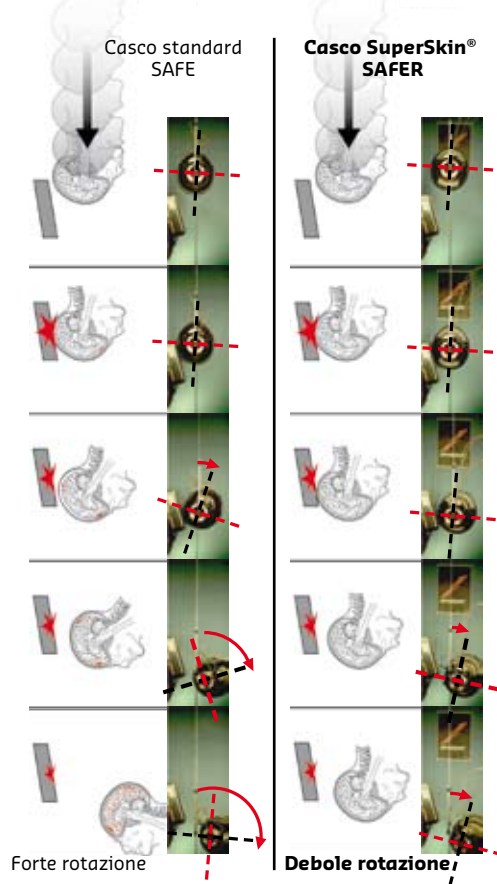 Casco standard
SAFE
Casco SuperSkin®
SAFER
Forte rotazione
Debole rotazione